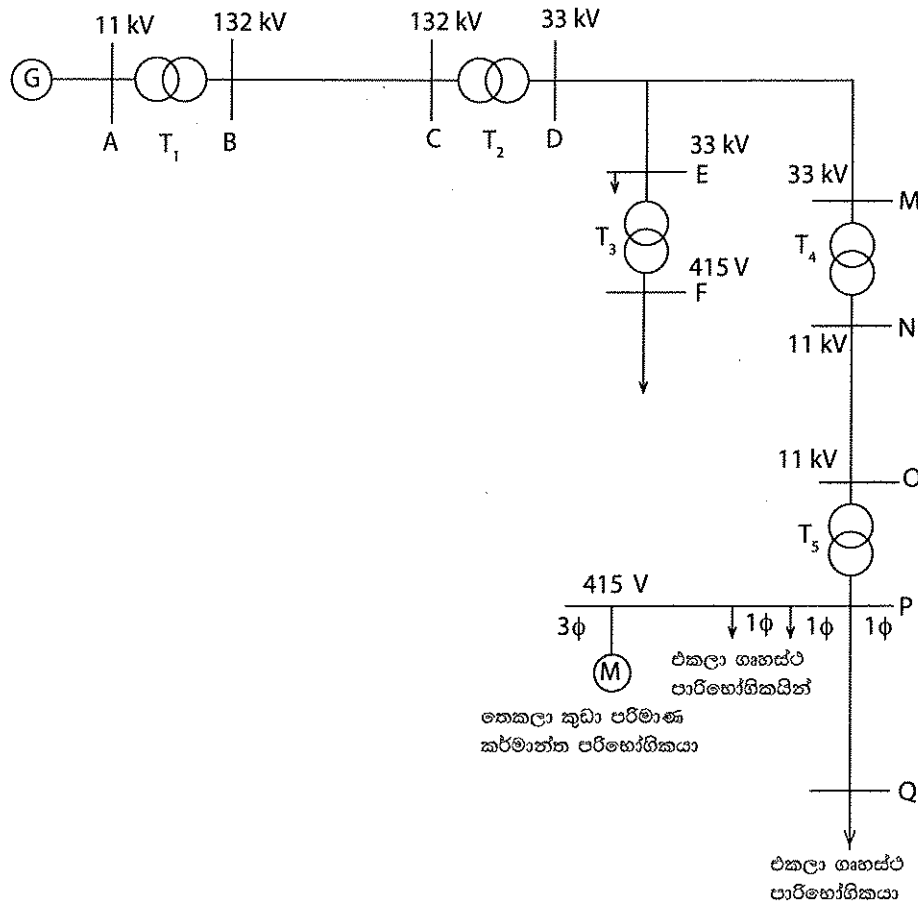 11 kV
132 kV
132 kV
33 kV
G
A
T₁
B
C
T₂
D
33 kV
E
33 kV
M
T₃
T₄
415 V
F
N
11 kV
11 kV
O
T₅
415 V
P
3ϕ
1ϕ
1ϕ
1ϕ
M
එකලා ගෘහස්ථ
පාරිභෝගිකයින්
තෙකලා කුඩා පරිමාණ
කර්මාන්ත පරිභෝගිකයා
Q
එකලා ගෘහස්ථ
පාරිභෝගිකයා